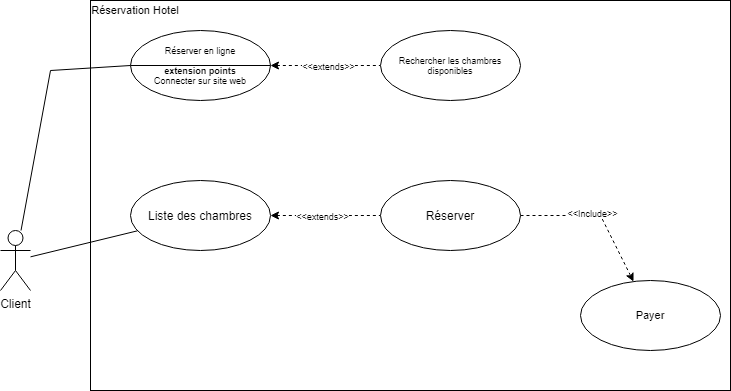 Réservation Hotel
Réserver en ligne
extension points
Connecter sur site web
<<extends>>
Rechercher les chambres
disponibles
Liste des chambres
<<extends>>
Réserver
<<Include>>
Client
Payer